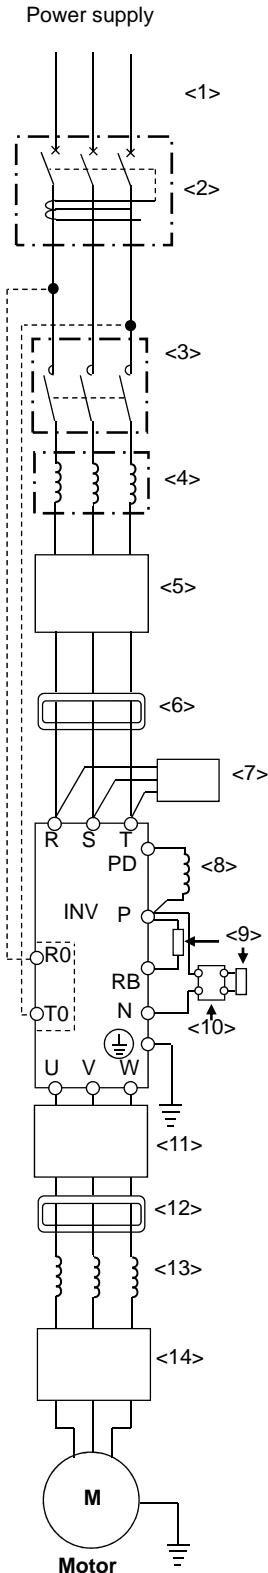 Power supply
<1>
<2>
<3>
<4>
<5>
<6>
<7>
R S T
PD
<8>
INV P
<9>
R0
RB
N
<10>
T0
U V W
<11>
<12>
<13>
<14>
M
Motor